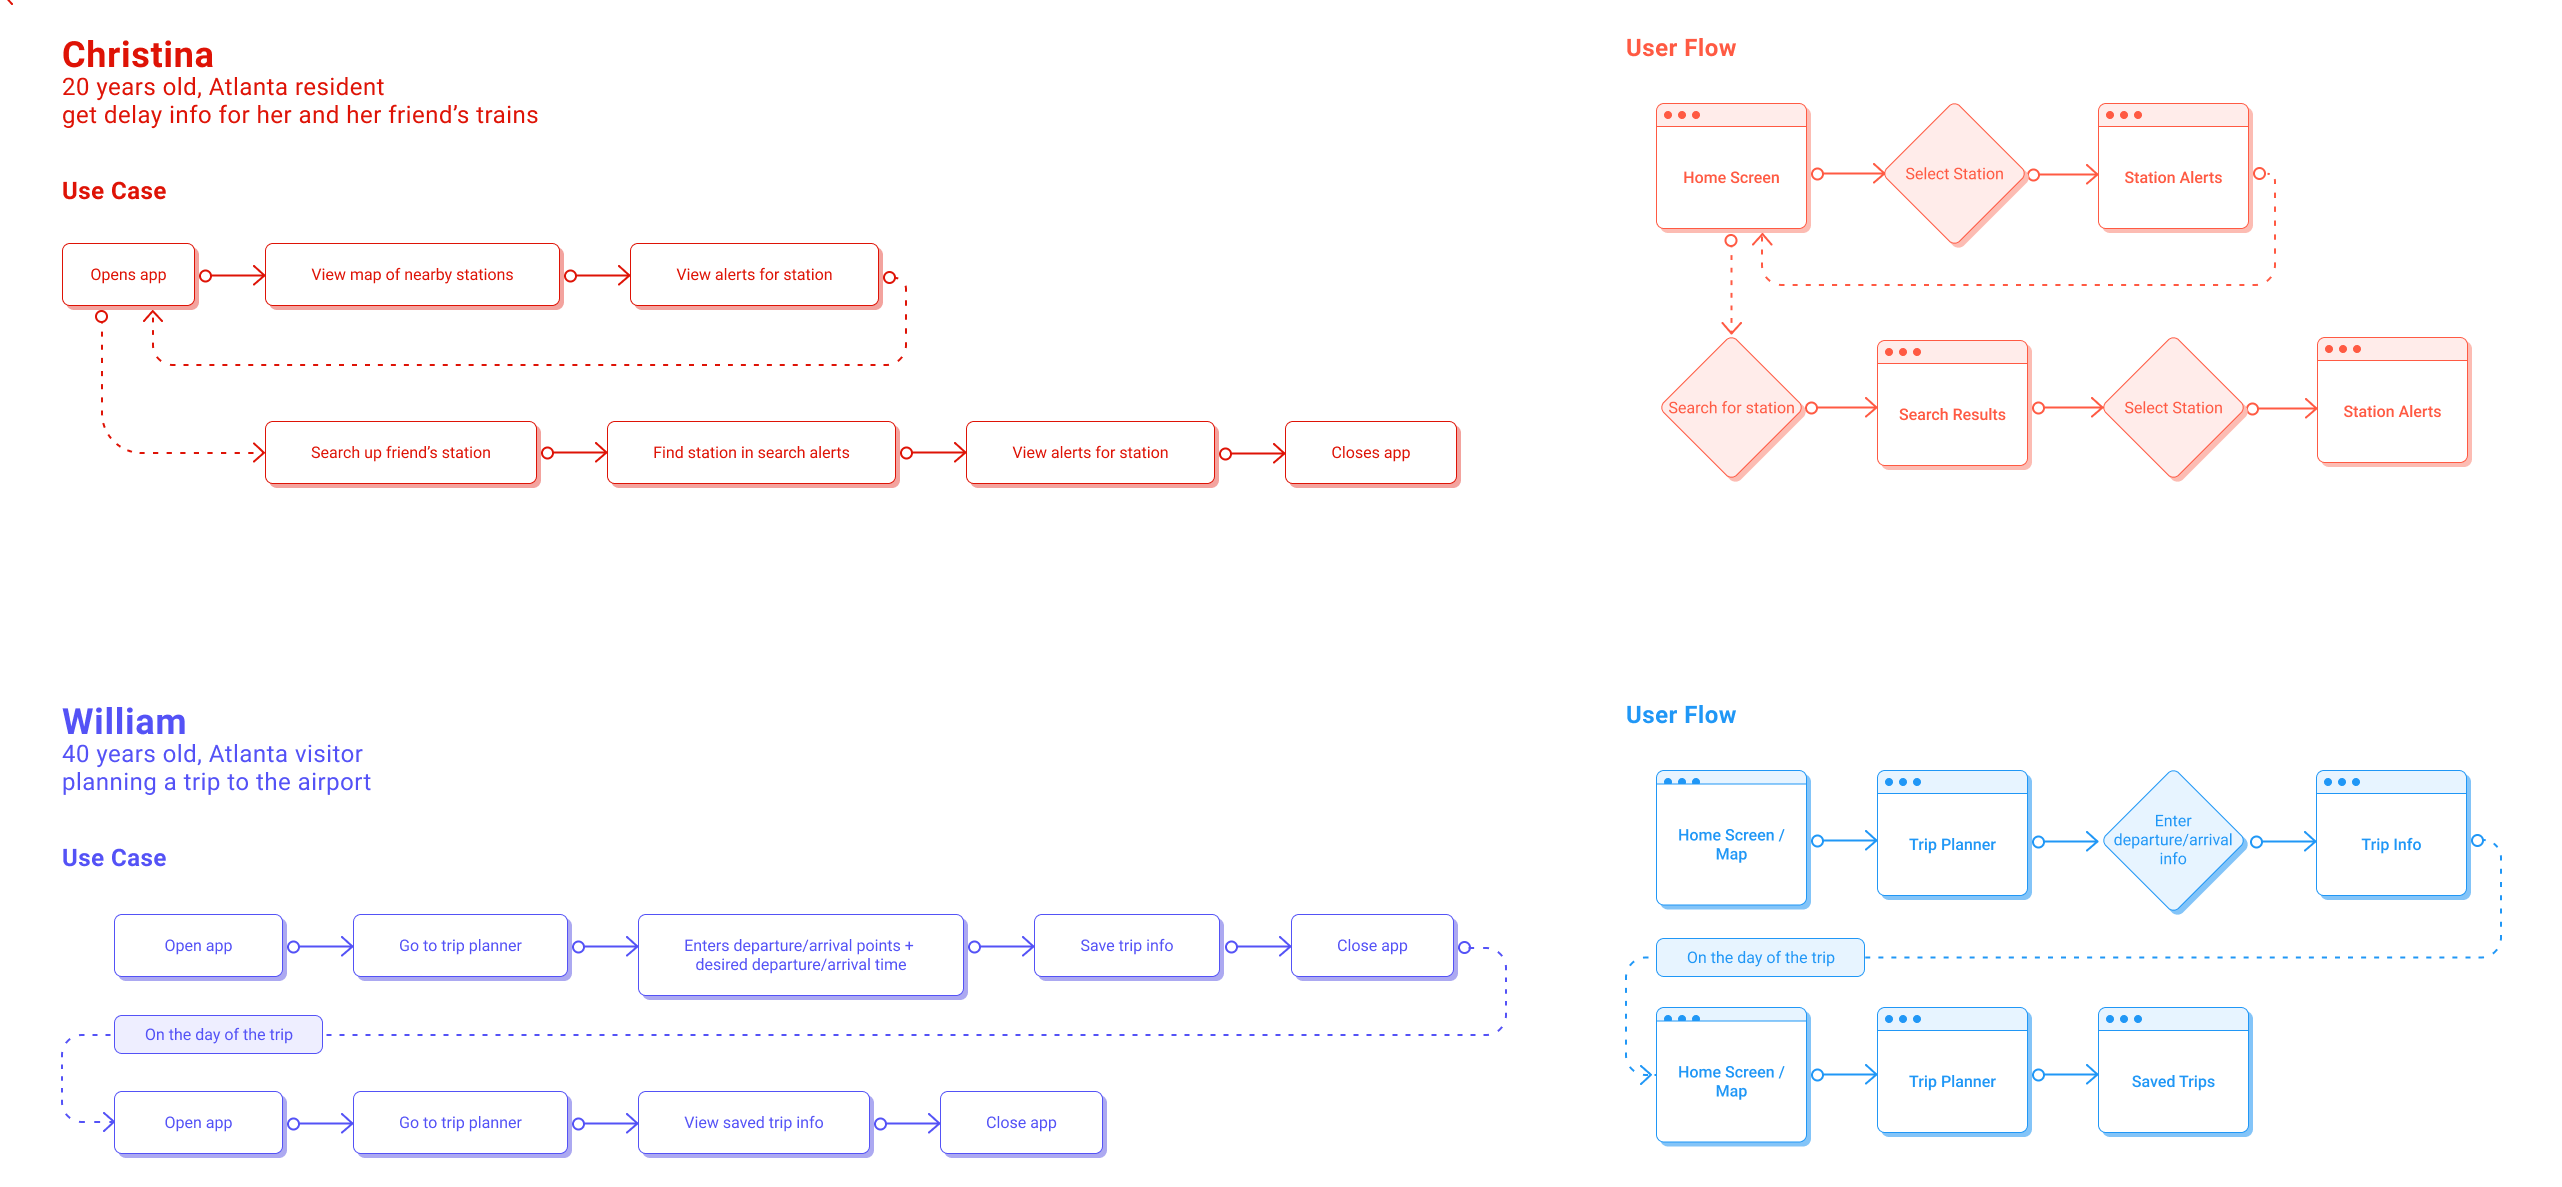 Christina
20 years old, Atlanta resident
get delay info for her and her friend’s trains
Use Case
Opens app
View map of nearby stations
View alerts for station
Search up friend’s station
Find station in search alerts
View alerts for station
Closes app
User Flow
Home Screen
Select Station
Station Alerts
Search for station
Search Results
Select Station
Station Alerts
William
40 years old, Atlanta visitor
planning a trip to the airport
Use Case
Open app
Go to trip planner
Enters departure/arrival points +
desired departure/arrival time
Save trip info
Close app
On the day of the trip
Open app
Go to trip planner
View saved trip info
Close app
User Flow
Home Screen /
Map
Trip Planner
Enter
departure/arrival
info
Trip Info
On the day of the trip
Home Screen /
Map
Trip Planner
Saved Trips